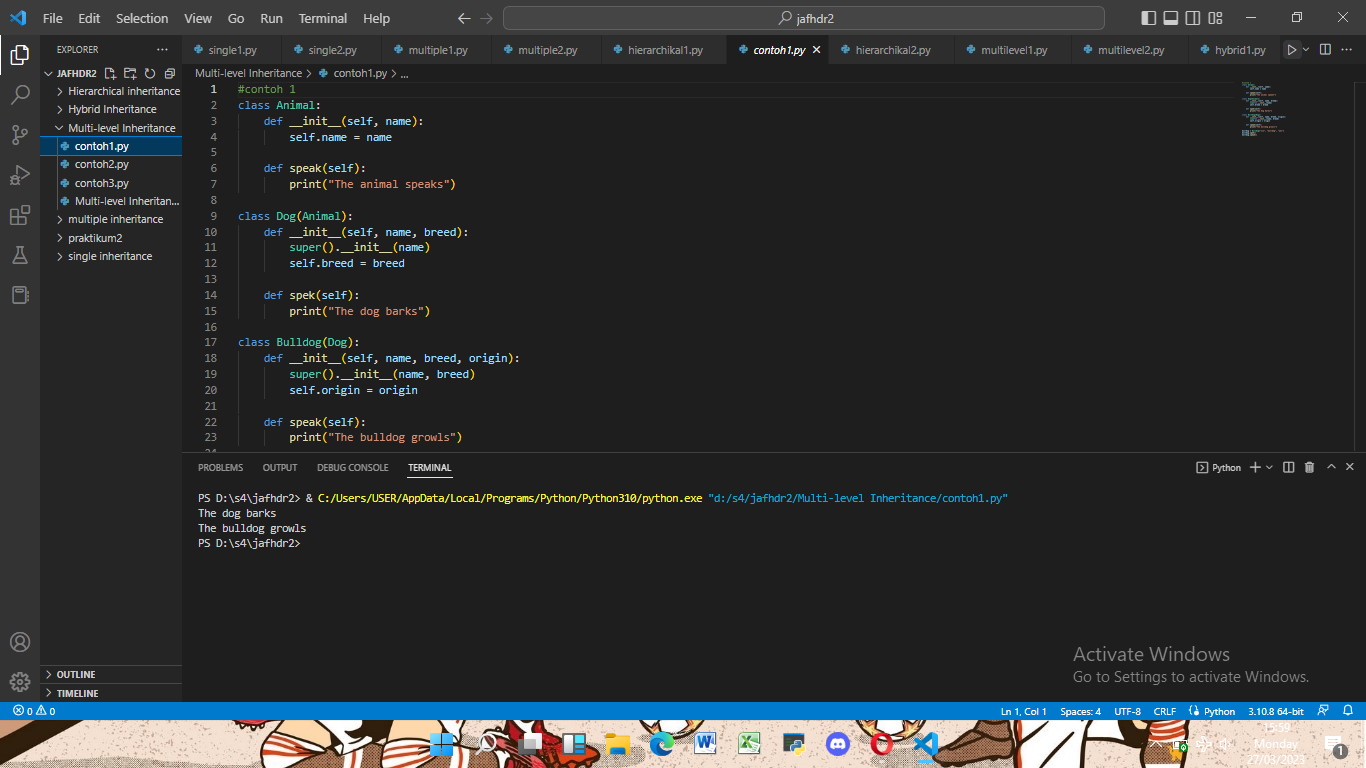 File Edit Selection View Go Run Terminal Help
jafhdr2
EXPLORER
single1.py single2.py multiple1.py multiple2.py hierarchikal1.py contoh1.py hierarchikal2.py multilevel1.py multilevel2.py hybrid1.py
JAFHDR2
Hierarchical inheritance
Hybrid Inheritance
Multi-level Inheritance
contoh1.py
contoh2.py
contoh3.py
Multi-level Inheritan...
multiple inheritance
praktikum2
single inheritance
OUTLINE
TIMELINE
Multi-level Inheritance > contoh1.py > ...
1 #contoh 1
2 class Animal:
3 def __init__(self, name):
4 self.name = name
5
6 def speak(self):
7 print("The animal speaks")
8
9 class Dog(Animal):
10 def __init__(self, name, breed):
11 super().__init__(name)
12 self.breed = breed
13
14 def spek(self):
15 print("The dog barks")
16
17 class Bulldog(Dog):
18 def __init__(self, name, breed, origin):
19 super().__init__(name, breed)
20 self.origin = origin
21
22 def speak(self):
23 print("The bulldog growls")
24
PROBLEMS OUTPUT DEBUG CONSOLE TERMINAL
Python
PS D:\s4\jafhdr2> & C:/Users/USER/AppData/Local/Programs/Python/Python310/python.exe "d:/s4/jafhdr2/Multi-level Inheritance/contoh1.py"
The dog barks
The bulldog growls
PS D:\s4\jafhdr2>
Activate Windows
Go to Settings to activate Windows.
0 0
Ln 1, Col 1 Spaces: 4 UTF-8 CRLF Python 3.10.8 64-bit
15:59
Monday
27/03/2023
1